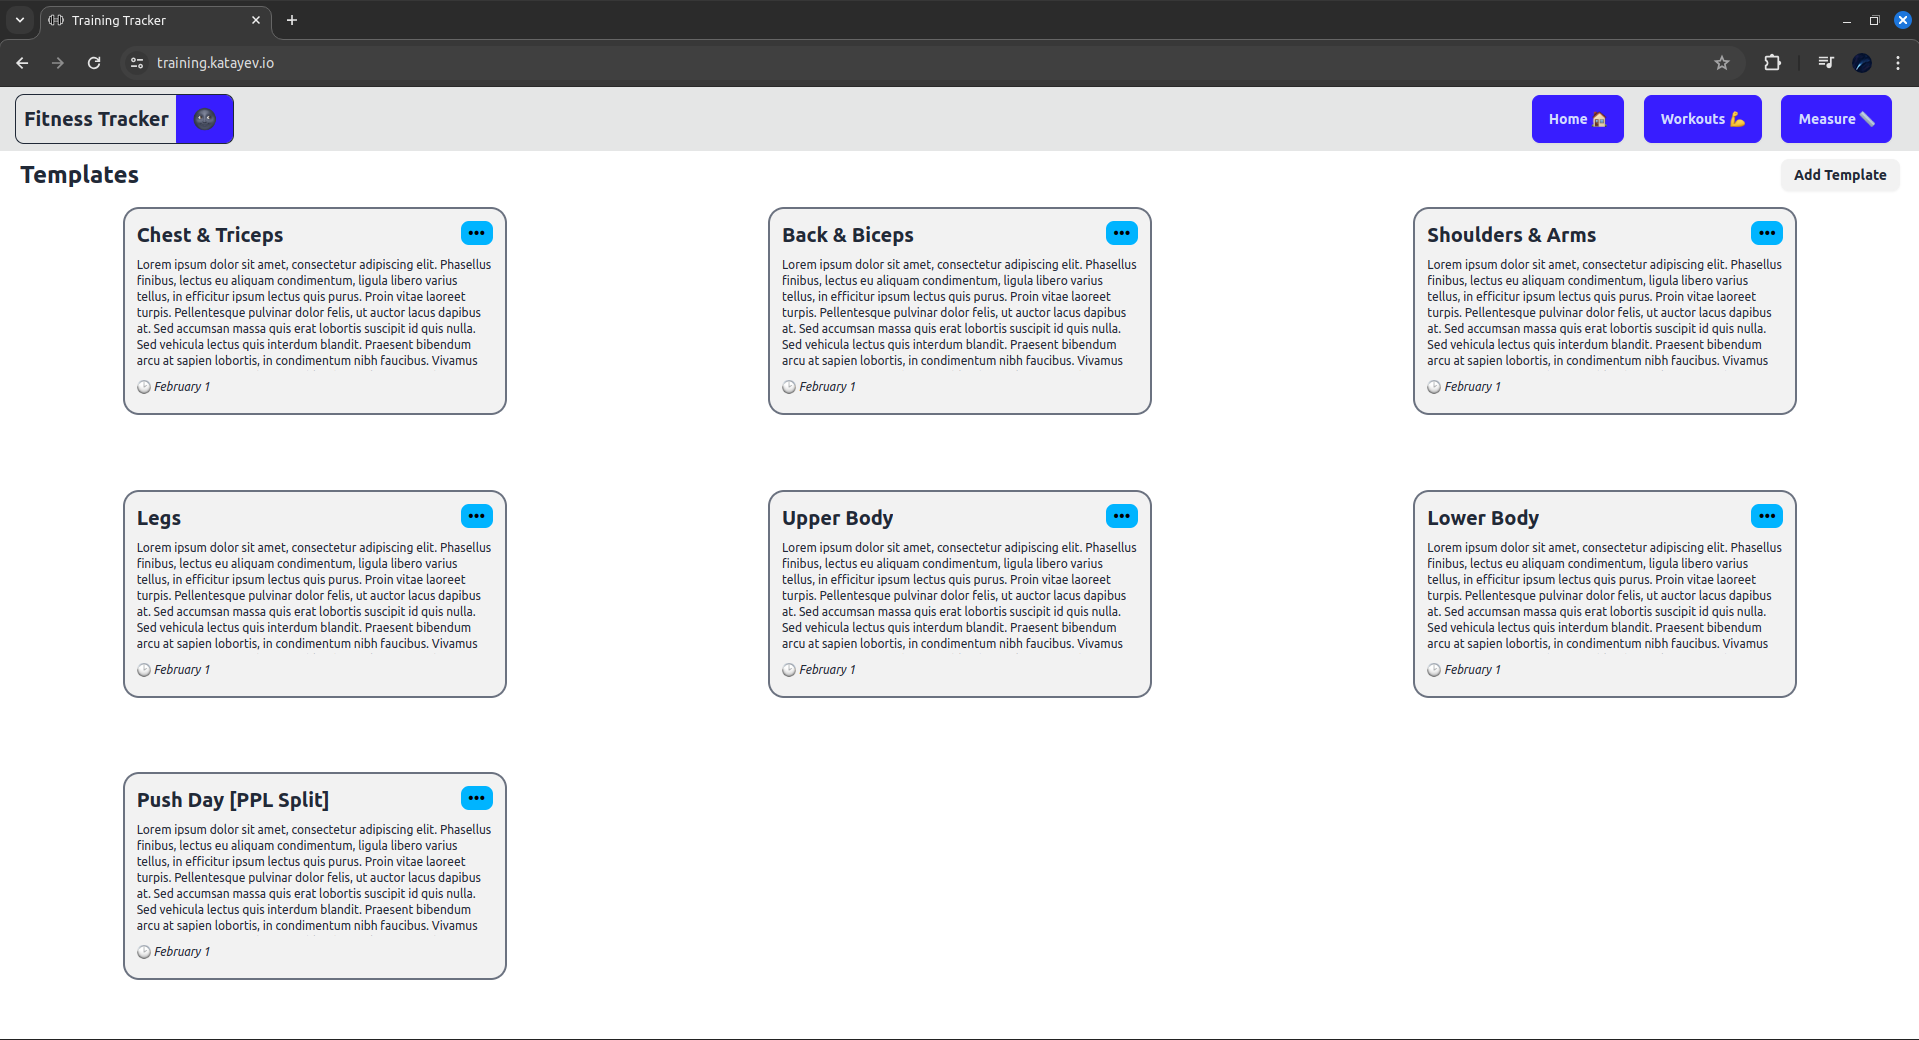 Training Tracker
training.katayev.io
Fitness Tracker
Home
Workouts
Measure
Templates
Add Template
Chest & Triceps
Lorem ipsum dolor sit amet, consectetur adipiscing elit. Phasellus
finibus, lectus eu aliquam condimentum, ligula libero varius
tellus, in efficitur ipsum lectus quis purus. Proin vitae laoreet
turpis. Pellentesque pulvinar dolor felis, ut auctor lacus dapibus
at. Sed accumsan massa quis erat lobortis suscipit id quis nulla.
Sed vehicula lectus quis interdum blandit. Praesent bibendum
arcu at sapien lobortis, in condimentum nibh faucibus. Vivamus
February 1
Back & Biceps
Lorem ipsum dolor sit amet, consectetur adipiscing elit. Phasellus
finibus, lectus eu aliquam condimentum, ligula libero varius
tellus, in efficitur ipsum lectus quis purus. Proin vitae laoreet
turpis. Pellentesque pulvinar dolor felis, ut auctor lacus dapibus
at. Sed accumsan massa quis erat lobortis suscipit id quis nulla.
Sed vehicula lectus quis interdum blandit. Praesent bibendum
arcu at sapien lobortis, in condimentum nibh faucibus. Vivamus
February 1
Shoulders & Arms
Lorem ipsum dolor sit amet, consectetur adipiscing elit. Phasellus
finibus, lectus eu aliquam condimentum, ligula libero varius
tellus, in efficitur ipsum lectus quis purus. Proin vitae laoreet
turpis. Pellentesque pulvinar dolor felis, ut auctor lacus dapibus
at. Sed accumsan massa quis erat lobortis suscipit id quis nulla.
Sed vehicula lectus quis interdum blandit. Praesent bibendum
arcu at sapien lobortis, in condimentum nibh faucibus. Vivamus
February 1
Legs
Lorem ipsum dolor sit amet, consectetur adipiscing elit. Phasellus
finibus, lectus eu aliquam condimentum, ligula libero varius
tellus, in efficitur ipsum lectus quis purus. Proin vitae laoreet
turpis. Pellentesque pulvinar dolor felis, ut auctor lacus dapibus
at. Sed accumsan massa quis erat lobortis suscipit id quis nulla.
Sed vehicula lectus quis interdum blandit. Praesent bibendum
arcu at sapien lobortis, in condimentum nibh faucibus. Vivamus
February 1
Upper Body
Lorem ipsum dolor sit amet, consectetur adipiscing elit. Phasellus
finibus, lectus eu aliquam condimentum, ligula libero varius
tellus, in efficitur ipsum lectus quis purus. Proin vitae laoreet
turpis. Pellentesque pulvinar dolor felis, ut auctor lacus dapibus
at. Sed accumsan massa quis erat lobortis suscipit id quis nulla.
Sed vehicula lectus quis interdum blandit. Praesent bibendum
arcu at sapien lobortis, in condimentum nibh faucibus. Vivamus
February 1
Lower Body
Lorem ipsum dolor sit amet, consectetur adipiscing elit. Phasellus
finibus, lectus eu aliquam condimentum, ligula libero varius
tellus, in efficitur ipsum lectus quis purus. Proin vitae laoreet
turpis. Pellentesque pulvinar dolor felis, ut auctor lacus dapibus
at. Sed accumsan massa quis erat lobortis suscipit id quis nulla.
Sed vehicula lectus quis interdum blandit. Praesent bibendum
arcu at sapien lobortis, in condimentum nibh faucibus. Vivamus
February 1
Push Day [PPL Split]
Lorem ipsum dolor sit amet, consectetur adipiscing elit. Phasellus
finibus, lectus eu aliquam condimentum, ligula libero varius
tellus, in efficitur ipsum lectus quis purus. Proin vitae laoreet
turpis. Pellentesque pulvinar dolor felis, ut auctor lacus dapibus
at. Sed accumsan massa quis erat lobortis suscipit id quis nulla.
Sed vehicula lectus quis interdum blandit. Praesent bibendum
arcu at sapien lobortis, in condimentum nibh faucibus. Vivamus
February 1